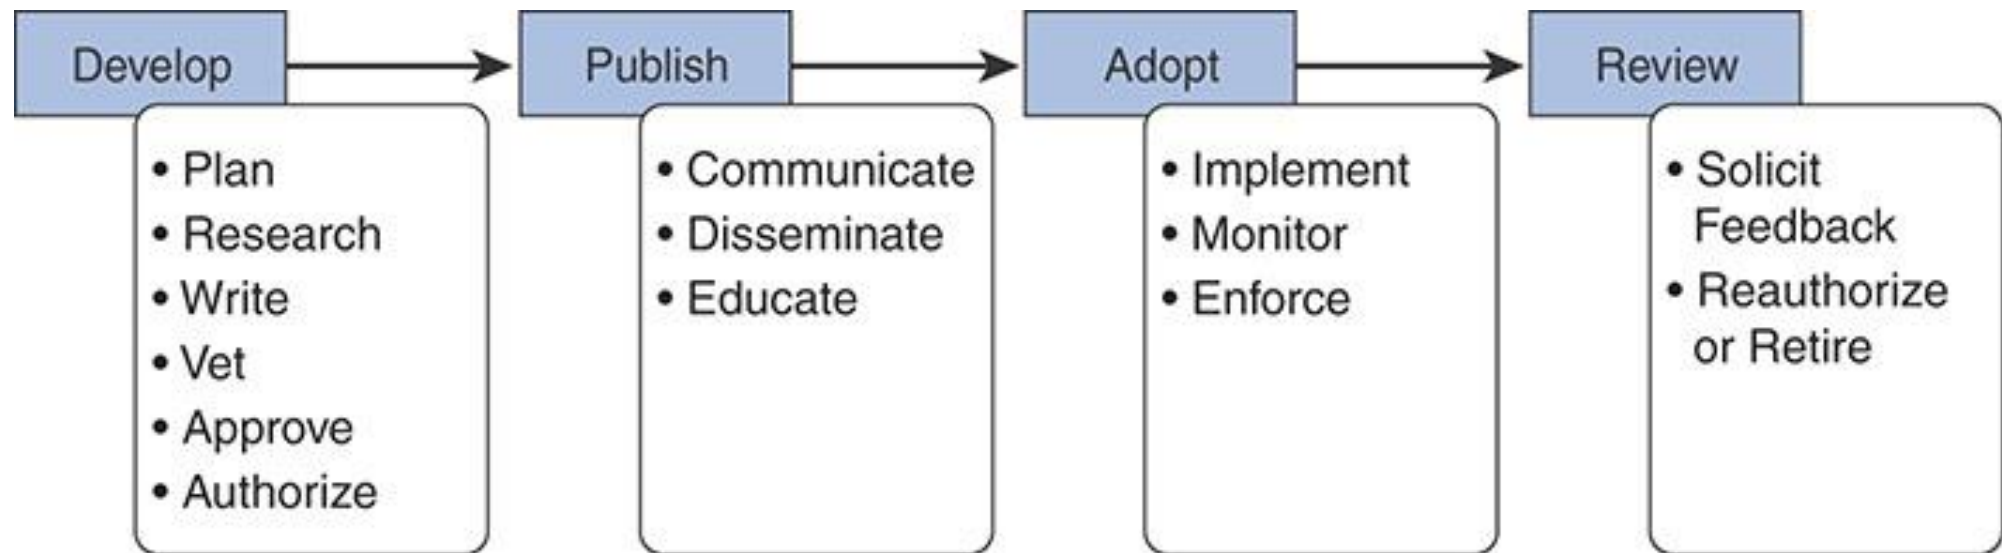 Develop
• Plan
• Research
• Write
• Vet
• Approve
• Authorize
Publish
• Communicate
• Disseminate
• Educate
Adopt
• Implement
• Monitor
• Enforce
Review
• Solicit
Feedback
• Reauthorize
or Retire